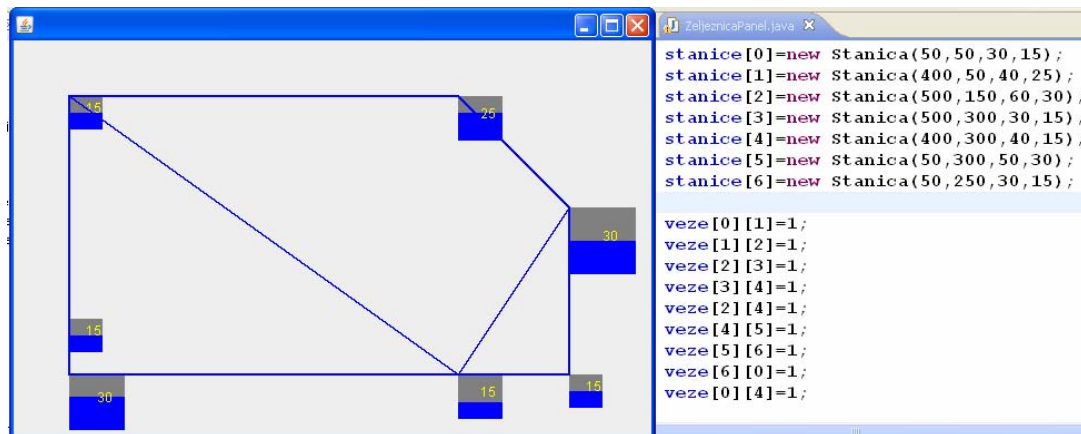 ZeljeznicaPanel.java
stanice[0]=new Stanica(50,50,30,15);
stanice[1]=new Stanica(400,50,40,25);
stanice[2]=new Stanica(500,150,60,30);
stanice[3]=new Stanica(500,300,30,15);
stanice[4]=new Stanica(400,300,40,15);
stanice[5]=new Stanica(50,300,50,30);
stanice[6]=new Stanica(50,250,30,15);
veze[0][1]=1;
veze[1][2]=1;
veze[2][3]=1;
veze[3][4]=1;
veze[2][4]=1;
veze[4][5]=1;
veze[5][6]=1;
veze[6][0]=1;
veze[0][4]=1;
15
25
30
15
30
15
15